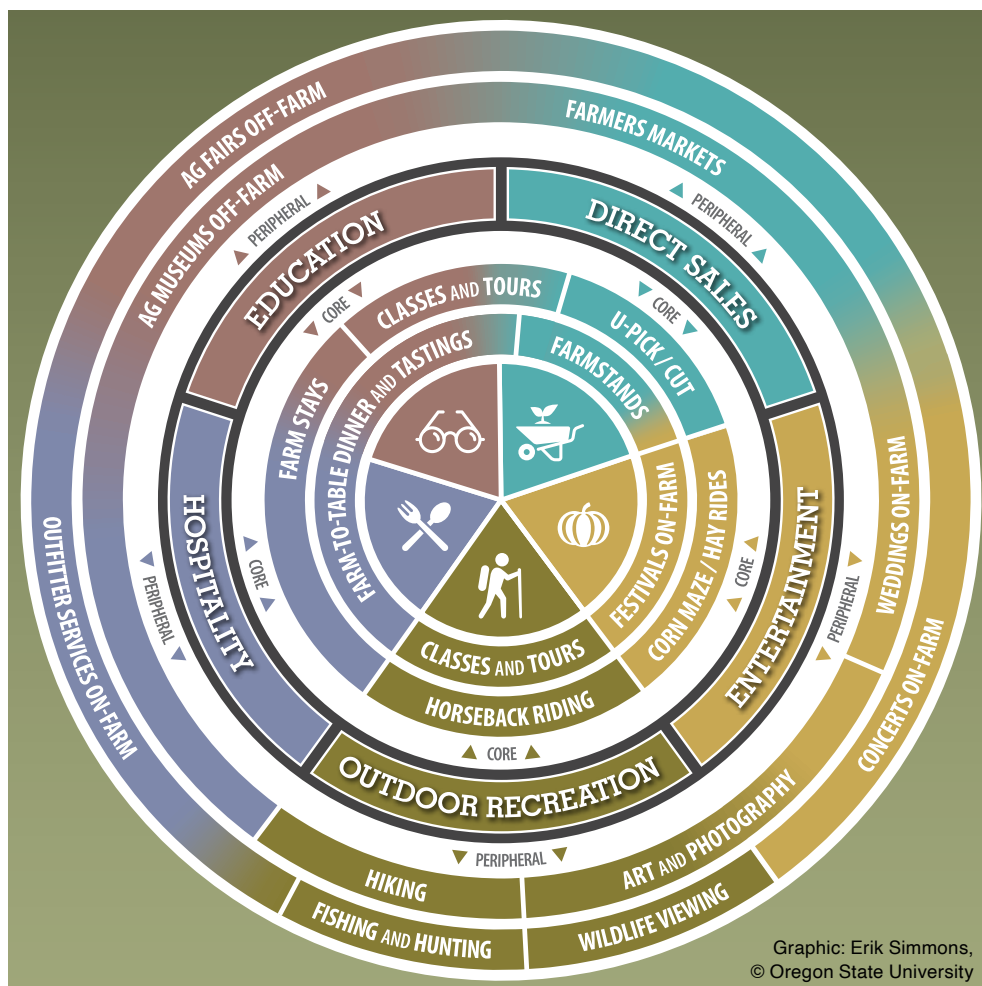 AG FAIRS OFF-FARM
AG MUSEUMS OFF-FARM
FARMERS MARKETS
PERIPHERAL
PERIPHERAL
EDUCATION
DIRECT SALES
CORE
CORE
CLASSES AND TOURS
U-PICK / CUT
FARM-TO-TABLE DINNER AND TASTINGS
FARMSTANDS
FARM STAYS
HOSPITALITY
CORE
PERIPHERAL
OUTFITTER SERVICES ON-FARM
FESTIVALS ON-FARM
CORN MAZE / HAY RIDES
CORE
ENTERTAINMENT
PERIPHERAL
WEDDINGS ON-FARM
CONCERTS ON-FARM
CLASSES AND TOURS
HORSEBACK RIDING
CORE
OUTDOOR RECREATION
PERIPHERAL
HIKING
ART AND PHOTOGRAPHY
FISHING AND HUNTING
WILDLIFE VIEWING
Graphic: Erik Simmons,
© Oregon State University